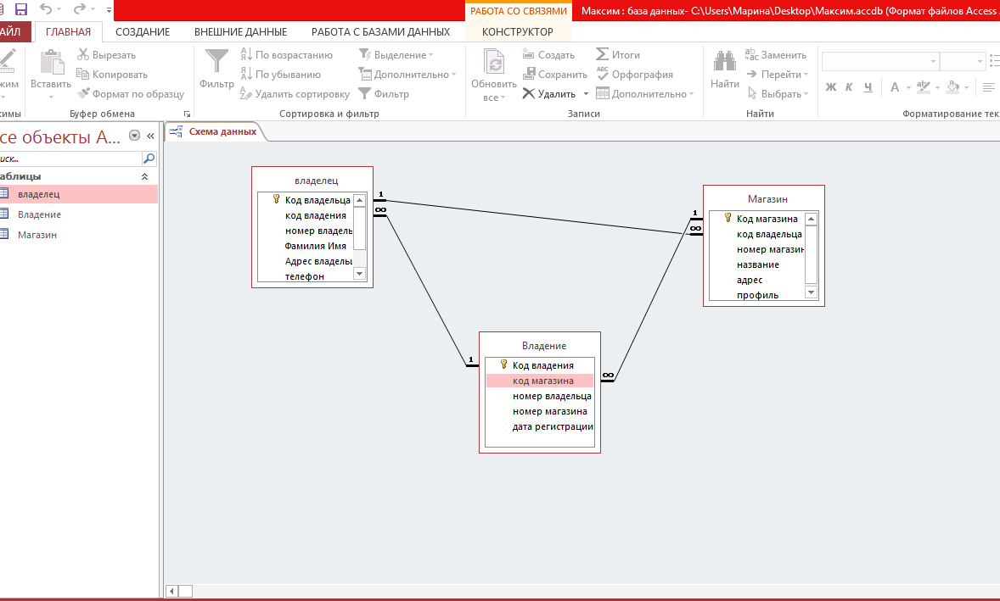 РАБОТА СО СВЯЗЯМИ
Максим : база данных- C:\Users\Марина\Desktop\Максим.accdb (Формат файлов Access
АЙЛ ГЛАВНАЯ СОЗДАНИЕ ВНЕШНИЕ ДАННЫЕ РАБОТА С БАЗАМИ ДАННЫХ КОНСТРУКТОР
жим
Вставить
Вырезать
Копировать
Формат по образцу
Фильтр
По возрастанию
По убыванию
Удалить сортировку
Выделение
Дополнительно
Фильтр
Обновить
все
Создать
Сохранить
Удалить
Итоги
Орфография
Дополнительно
Найти
Заменить
Перейти
Выбрать
Ж К Ч А
кимы Буфер обмена Сортировка и фильтр Записи Найти Форматирование тек
се объекты A... «
иск...
аблицы
владелец
Владение
Магазин
Схема данных
владелец
Код владельца
код владения
номер владель
Фамилия Имя
Адрес владельц
телефон
1
∞
Магазин
Код магазина
код владельца
номер магазин
название
адрес
профиль
1
∞
Владение
Код владения
код магазина
номер владельца
номер магазина
дата регистрации
1
∞